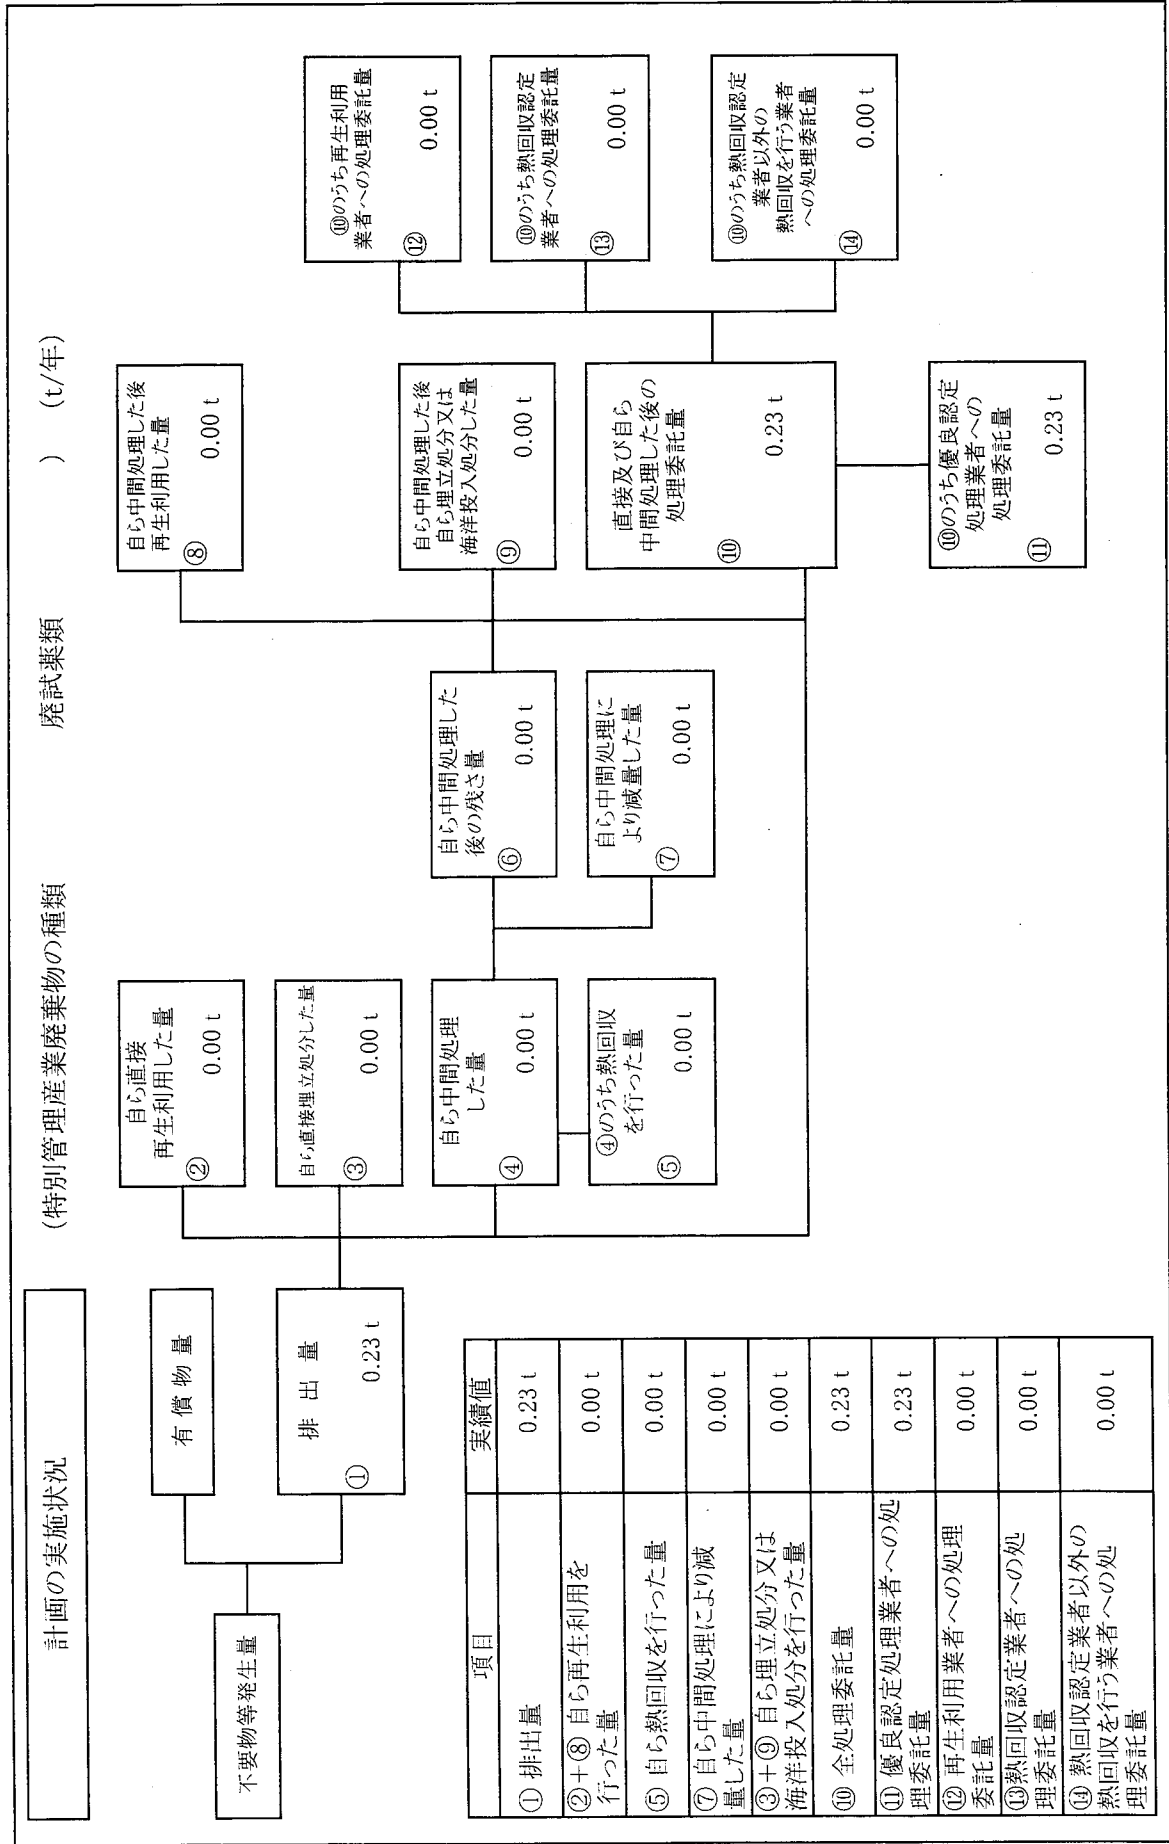 計画の実施状況
(特別管理産業廃棄物の種類 廃試薬類 ) (t/年)
不要物等発生量
有償物量
排出量
① 0.23 t
自ら直接
再生利用した量
② 0.00 t
自ら直接埋立処分した量
③ 0.00 t
自ら中間処理
した量
④ 0.00 t
④のうち熱回収
を行った量
⑤ 0.00 t
自ら中間処理した
後の残さ量
⑥ 0.00 t
自ら中間処理に
より減量した量
⑦ 0.00 t
自ら中間処理した後
再生利用した量
⑧ 0.00 t
自ら中間処理した後
自ら埋立処分又は
海洋投入処分した量
⑨ 0.00 t
直接及び自ら
中間処理した後の
処理委託量
⑩ 0.23 t
⑩のうち優良認定
処理業者への
処理委託量
⑪ 0.23 t
⑩のうち再生利用
業者への処理委託量
⑫ 0.00 t
⑩のうち熱回収認定
業者への処理委託量
⑬ 0.00 t
⑩のうち熱回収認定
業者以外の
熱回収を行う業者
への処理委託量
⑭ 0.00 t
項目 実績値
① 排出量 0.23 t
②+⑧ 自ら再生利用を
行った量 0.00 t
⑤ 自ら熱回収を行った量 0.00 t
⑦ 自ら中間処理により減
量した量 0.00 t
③+⑨ 自ら埋立処分又は
海洋投入処分を行った量 0.00 t
⑩ 全処理委託量 0.23 t
⑪ 優良認定処理業者への処
理委託量 0.23 t
⑫ 再生利用業者への処理
委託量 0.00 t
⑬熱回収認定業者への処
理委託量 0.00 t
⑭ 熱回収認定業者以外の
熱回収を行う業者への処
理委託量 0.00 t